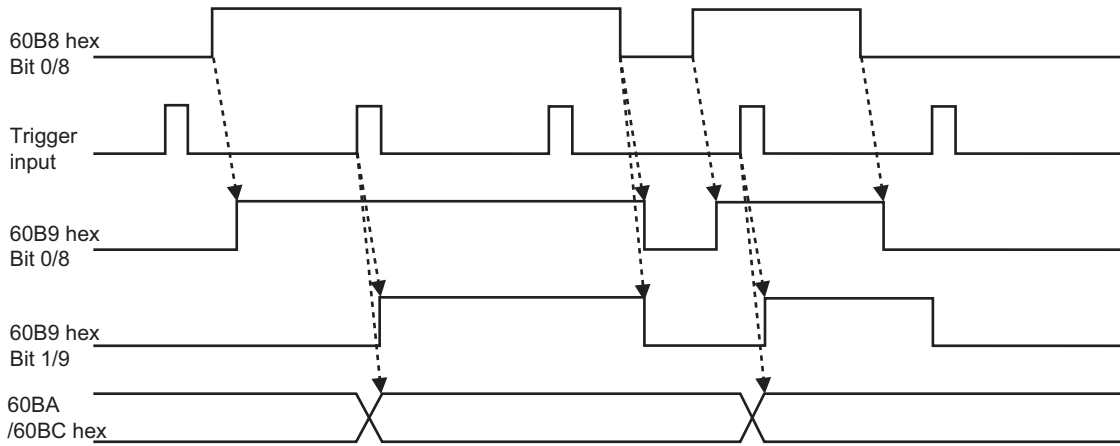 60B8 hex
Bit 0/8
Trigger
input
60B9 hex
Bit 0/8
60B9 hex
Bit 1/9
60BA
/60BC hex